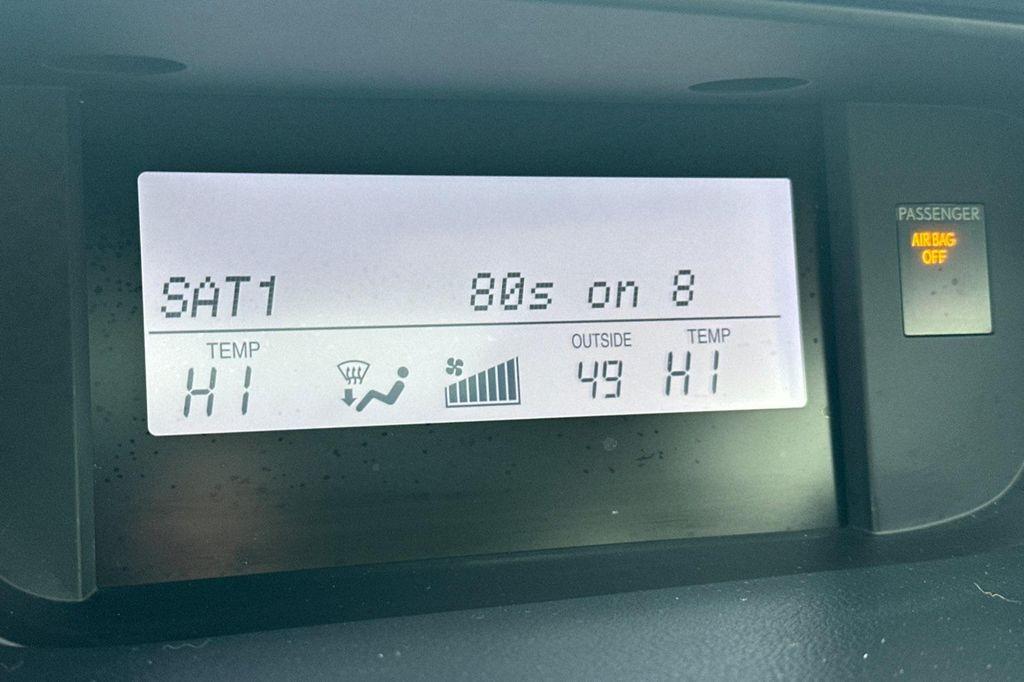 SAT1 80s on 8
TEMP OUTSIDE TEMP
HI 49 HI
PASSENGER
AIR BAG
OFF